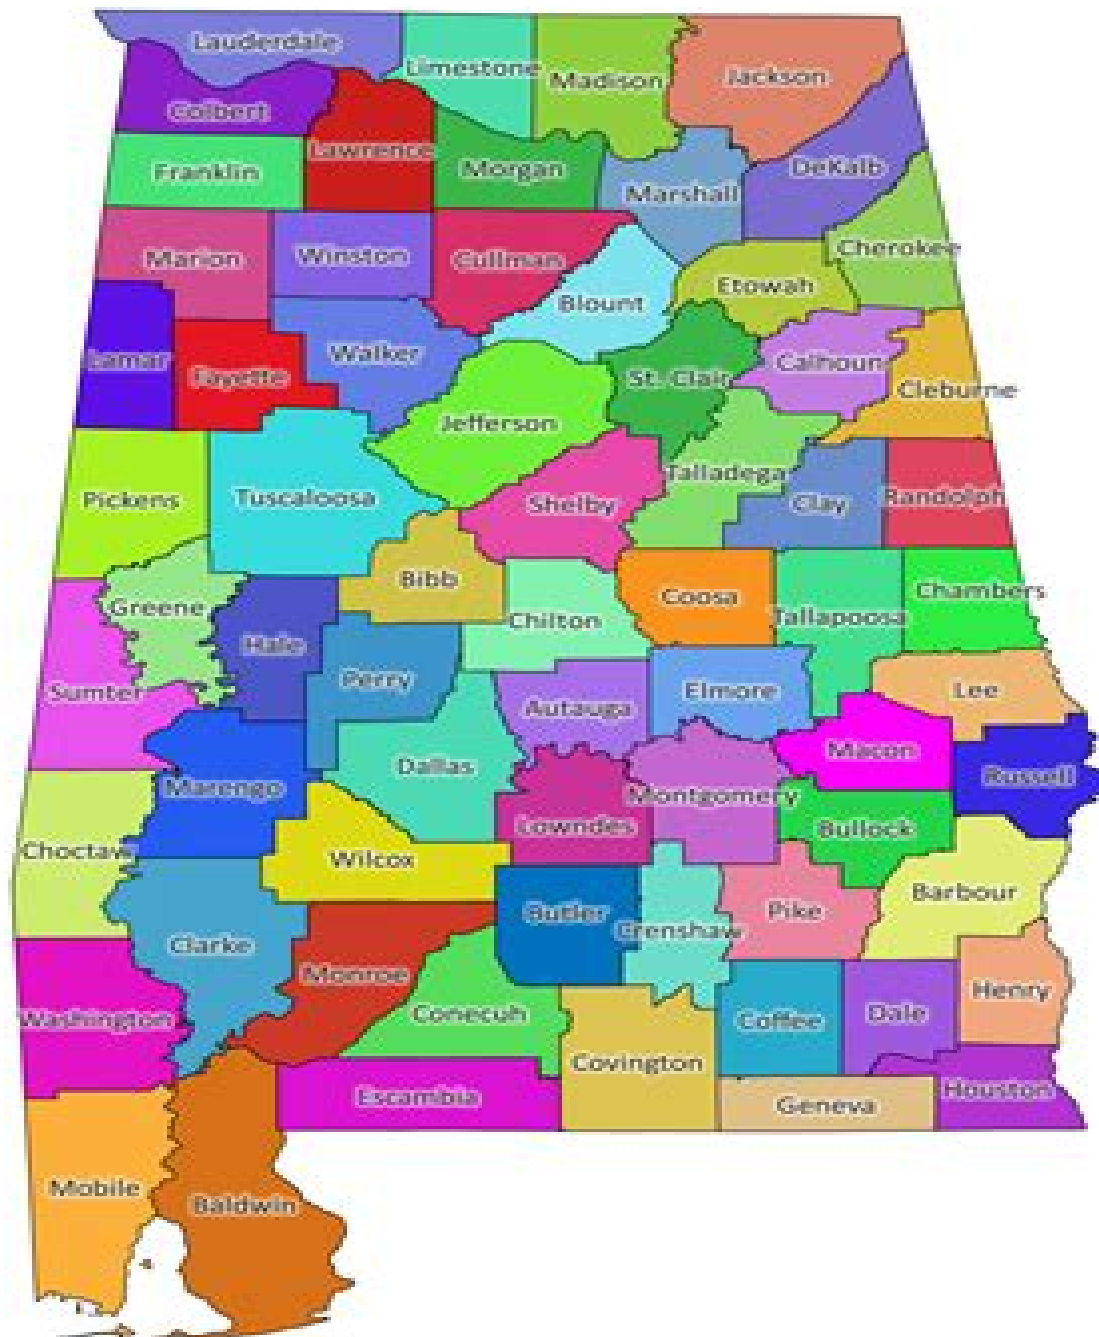 Lauderdale
Limestone
Madison
Jackson
Colbert
Lawrence
Franklin
Morgan
Marshall
DeKalb
Marion
Winston
Cullman
Cherokee
Blount
Etowah
Lamar
Fayette
Walker
St. Clair
Calhoun
Cleburne
Jefferson
Pickens
Tuscaloosa
Shelby
Talladega
Clay
Randolph
Greene
Bibb
Coosa
Chambers
Hale
Chilton
Tallapoosa
Sumter
Perry
Autauga
Elmore
Lee
Marengo
Dallas
Macon
Russell
Montgomery
Lowndes
Bullock
Choctaw
Wilcox
Barbour
Clarke
Butler
Crenshaw
Pike
Monroe
Henry
Washington
Conecuh
Coffee
Dale
Covington
Escambia
Geneva
Houston
Mobile
Baldwin